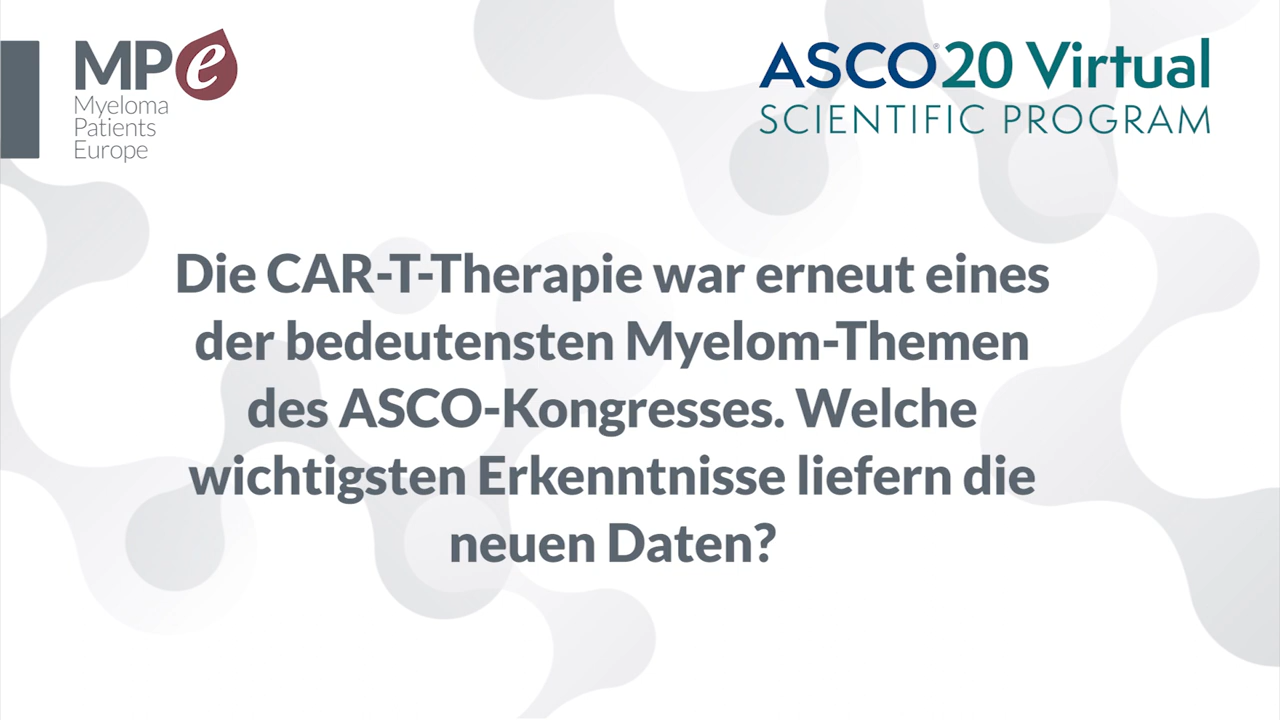 MPe
Myeloma
Patients
Europe
ASCO®20 Virtual
SCIENTIFIC PROGRAM
Die CAR-T-Therapie war erneut eines
der bedeutensten Myelom-Themen
des ASCO-Kongresses. Welche
wichtigsten Erkenntnisse liefern die
neuen Daten?